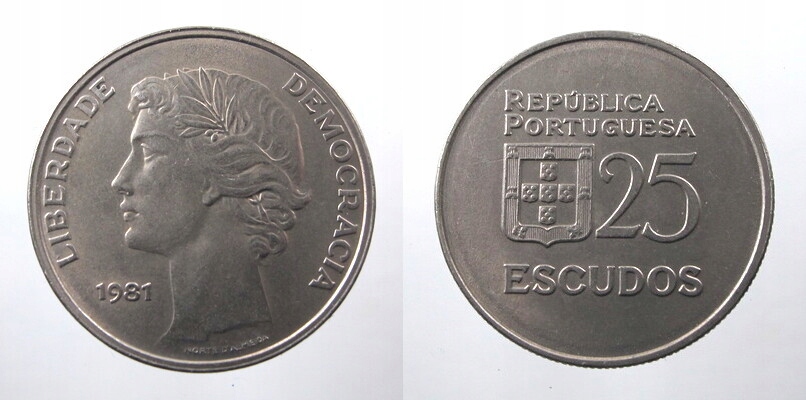 LIBERDADE
DEMOCRACIA
1981
REPÚBLICA
PORTUGUESA
25
ESCUDOS